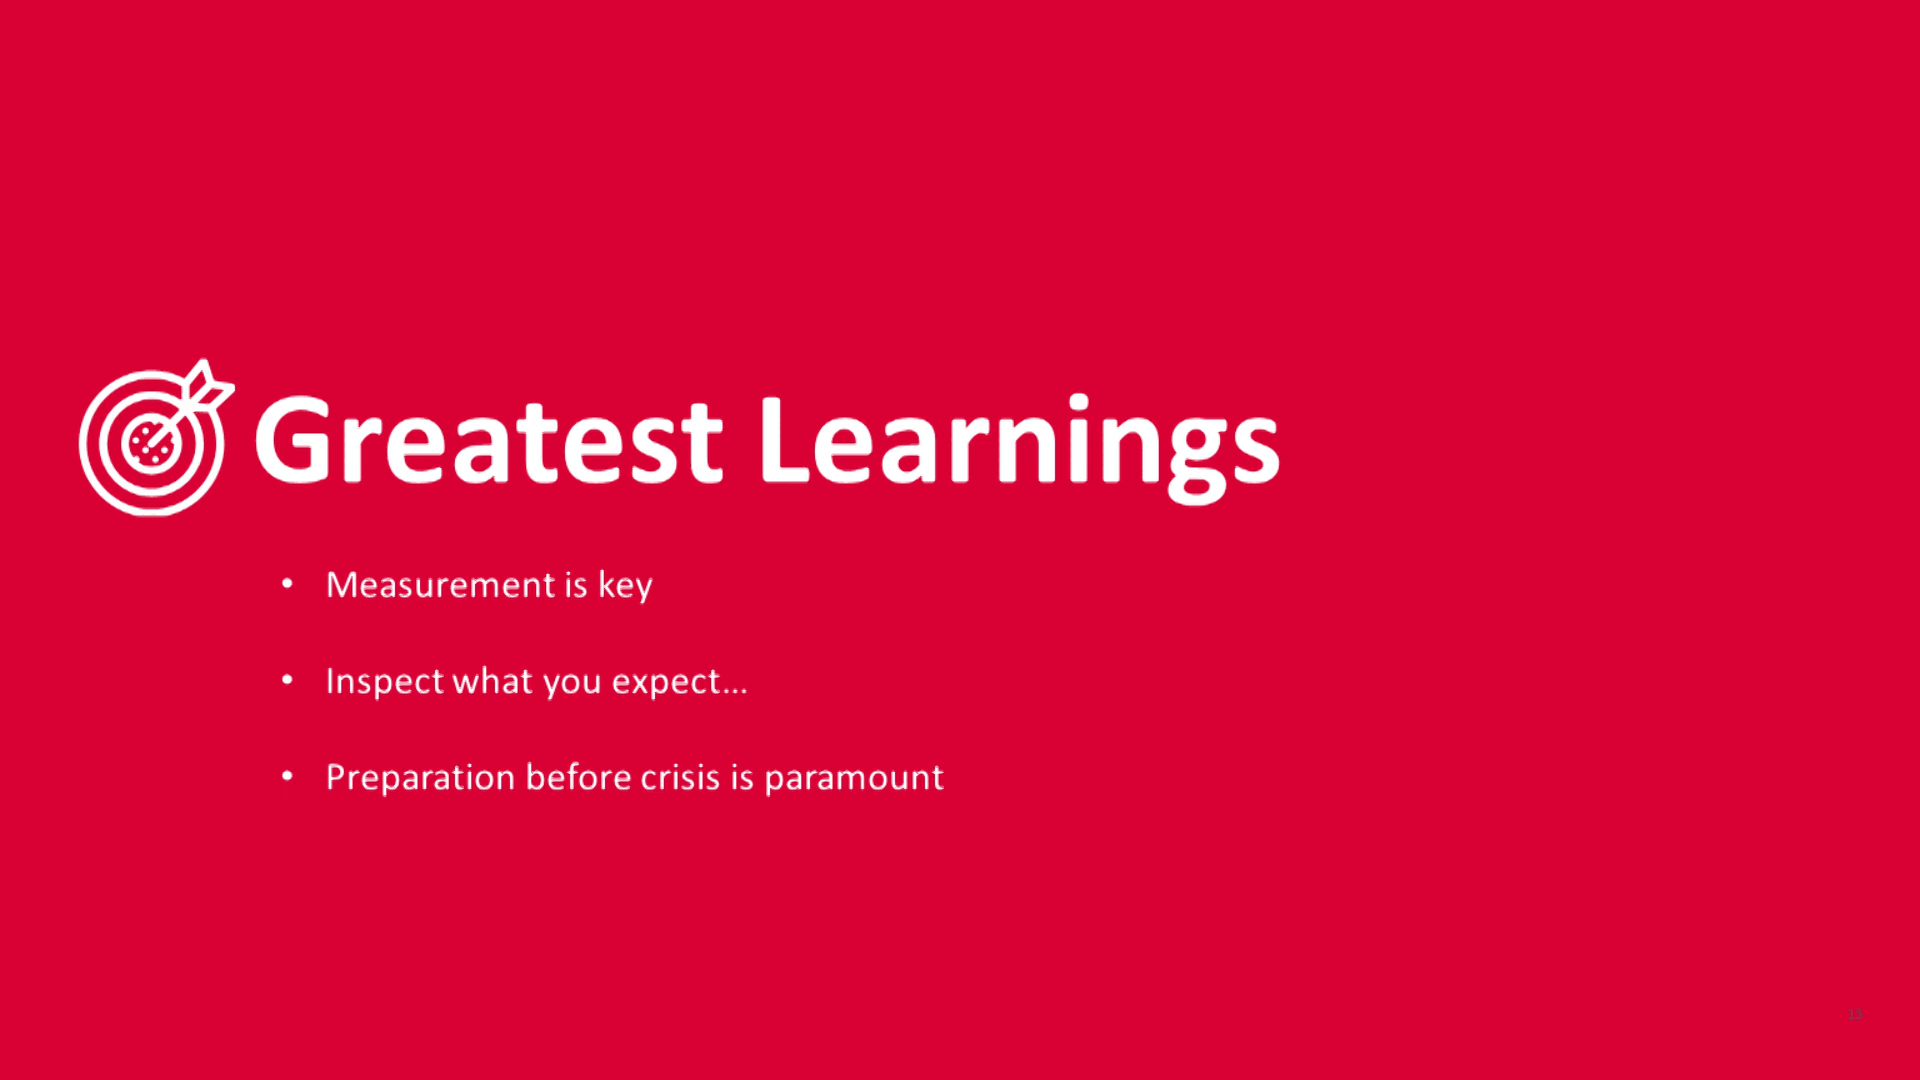 Greatest Learnings
• Measurement is key
• Inspect what you expect...
• Preparation before crisis is paramount